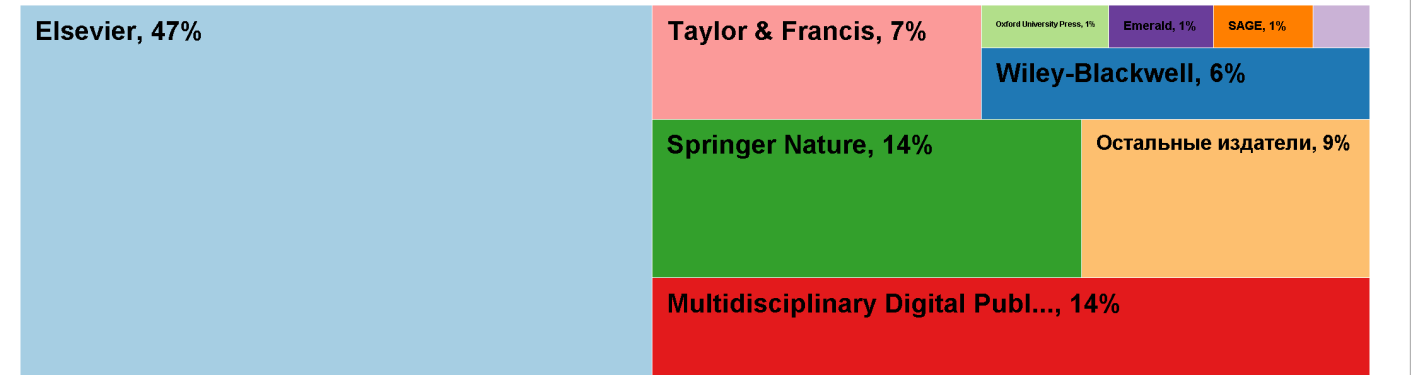 Elsevier, 47%
Taylor & Francis, 7%
Oxford University Press, 1%
Emerald, 1%
SAGE, 1%
Wiley-Blackwell, 6%
Springer Nature, 14%
Остальные издатели, 9%
Multidisciplinary Digital Publ..., 14%